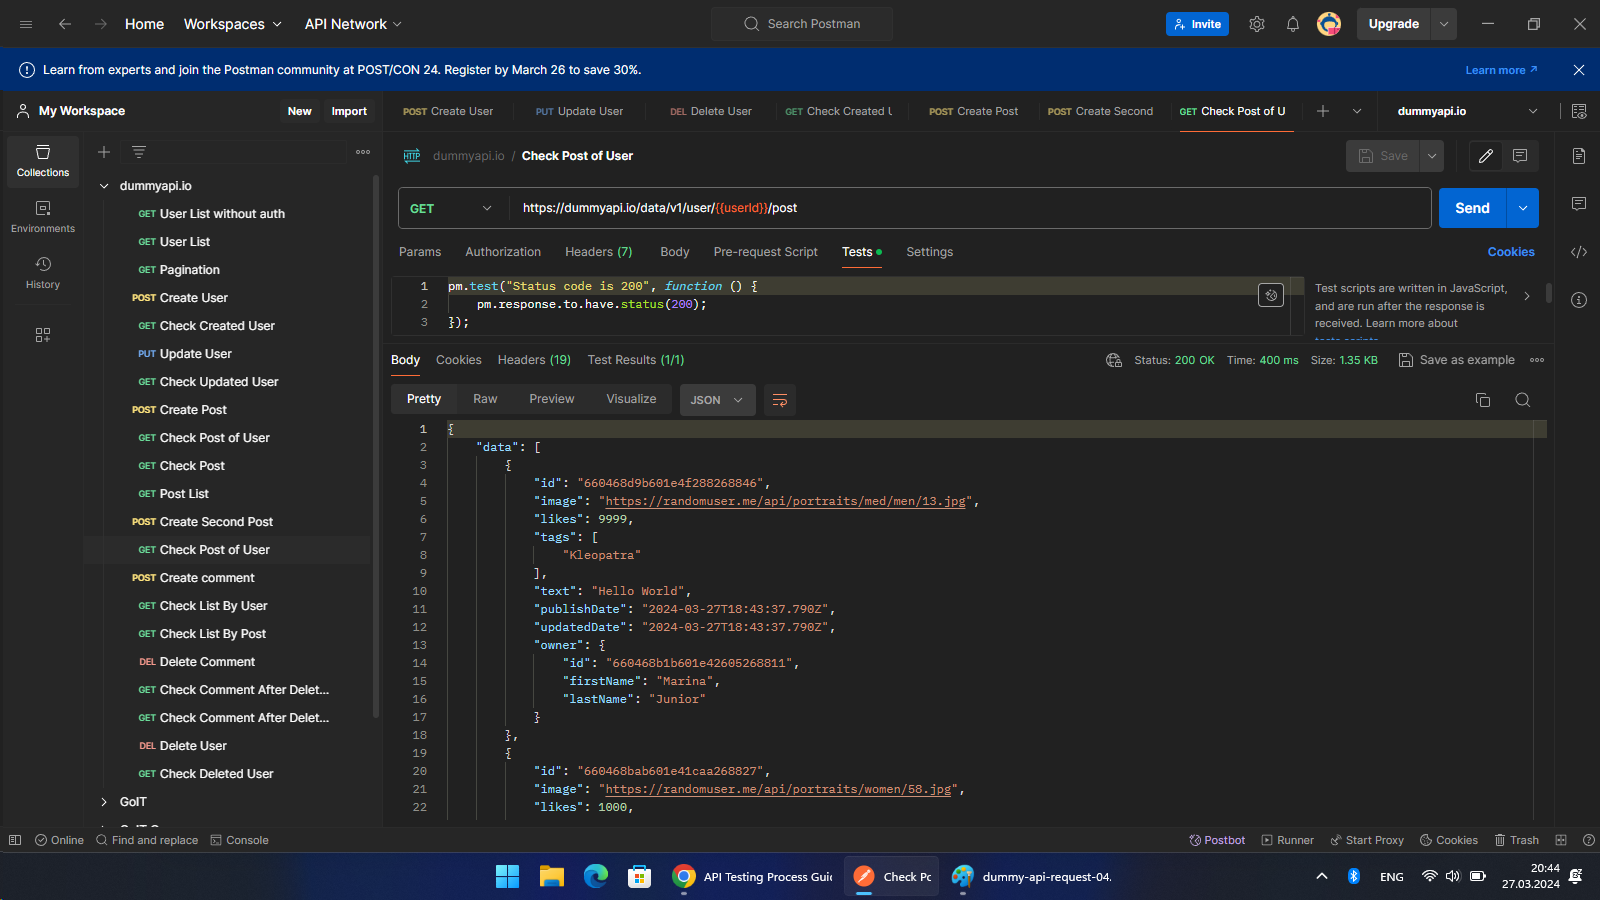 Home
Workspaces
API Network
Search Postman
Invite
Upgrade
Learn from experts and join the Postman community at POST/CON 24. Register by March 26 to save 30%.
Learn more
My Workspace
New
Import
POST Create User
PUT Update User
DEL Delete User
GET Check Created U
POST Create Post
POST Create Second
GET Check Post of U
dummyapi.io
Collections
Environments
History
dummyapi.io
GET User List without auth
GET User List
GET Pagination
POST Create User
GET Check Created User
PUT Update User
GET Check Updated User
POST Create Post
GET Check Post of User
GET Check Post
GET Post List
POST Create Second Post
GET Check Post of User
POST Create comment
GET Check List By User
GET Check List By Post
DEL Delete Comment
GET Check Comment After Delet...
GET Check Comment After Delet...
DEL Delete User
GET Check Deleted User
GoIT
HTTP
dummyapi.io / Check Post of User
Save
GET
https://dummyapi.io/data/v1/user/{{userId}}/post
Send
Params
Authorization
Headers (7)
Body
Pre-request Script
Tests
Settings
Cookies
1 pm.test("Status code is 200", function () {
2 pm.response.to.have.status(200);
3 });
Test scripts are written in JavaScript,
and are run after the response is
received. Learn more about
tests scripts
Body
Cookies
Headers (19)
Test Results (1/1)
Status: 200 OK
Time: 400 ms
Size: 1.35 KB
Save as example
Pretty
Raw
Preview
Visualize
JSON
1 {
2 "data": [
3 {
4 "id": "660468d9b601e4f288268846",
5 "image": "https://randomuser.me/api/portraits/med/men/13.jpg",
6 "likes": 9999,
7 "tags": [
8 "Kleopatra"
9 ],
10 "text": "Hello World",
11 "publishDate": "2024-03-27T18:43:37.790Z",
12 "updatedDate": "2024-03-27T18:43:37.790Z",
13 "owner": {
14 "id": "660468b1b601e42605268811",
15 "firstName": "Marina",
16 "lastName": "Junior"
17 }
18 },
19 {
20 "id": "660468bab601e41caa268827",
21 "image": "https://randomuser.me/api/portraits/women/58.jpg",
22 "likes": 1000,
Online
Find and replace
Console
Postbot
Runner
Start Proxy
Cookies
Trash
API Testing Process Guid
Check Po
dummy-api-request-04.
ENG
20:44
27.03.2024